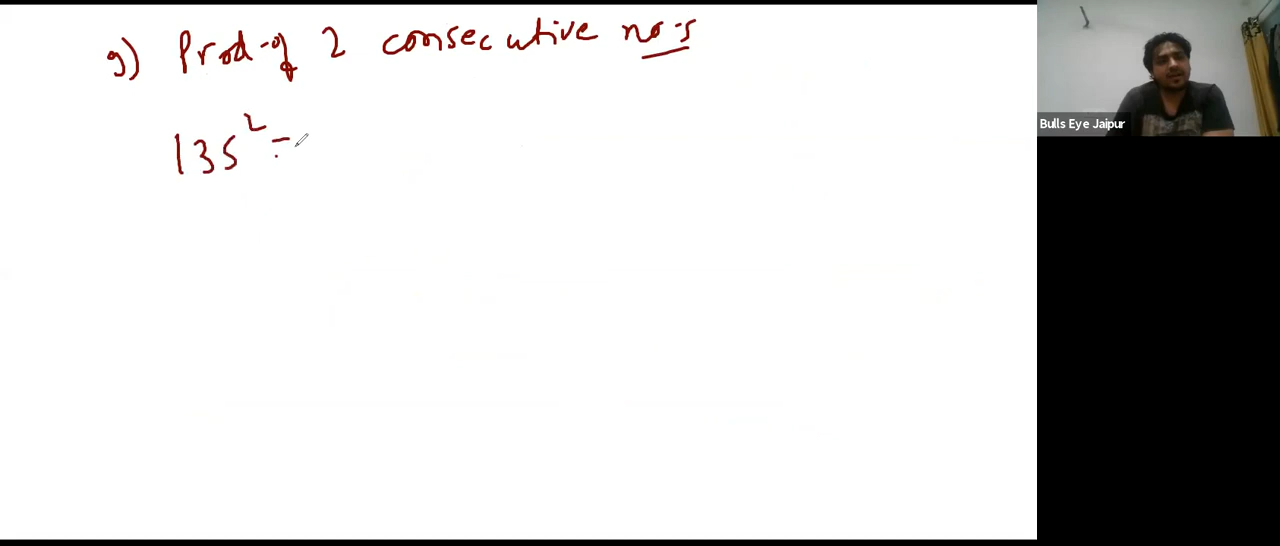 9) Prod-of 2 consecutive no-s
135² =
Bulls Eye Jaipur